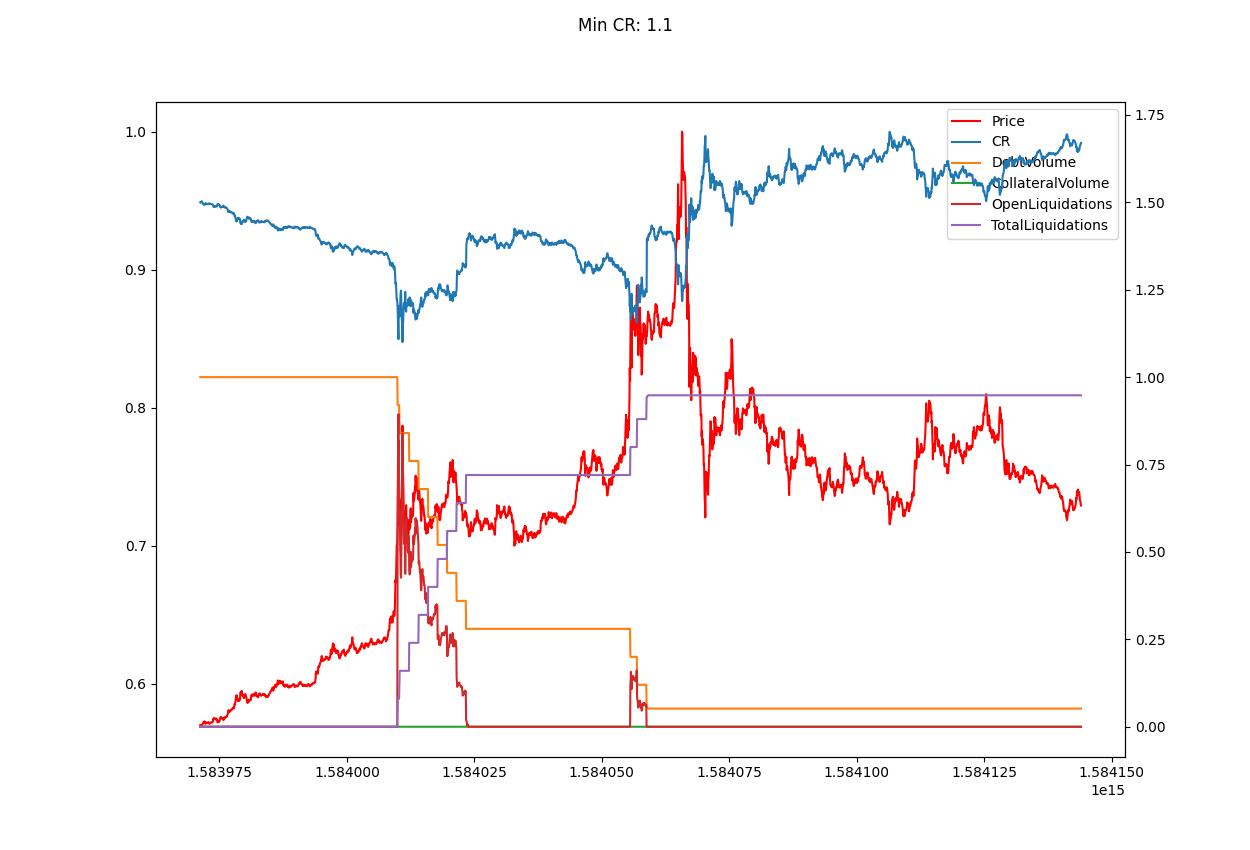 Min CR: 1.1
1.0
0.9
0.8
0.7
0.6
1.75
1.50
1.25
1.00
0.75
0.50
0.25
0.00
Price
CR
DebtVolume
CollateralVolume
OpenLiquidations
TotalLiquidations
1.583975 1.584000 1.584025 1.584050 1.584075 1.584100 1.584125 1.584150
1e15